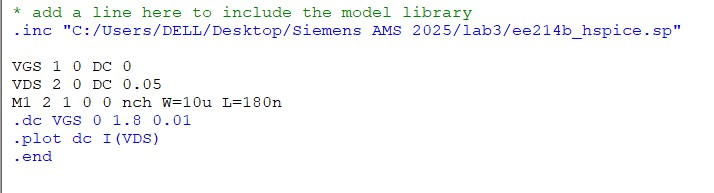 * add a line here to include the model library
.inc "C:/Users/DELL/Desktop/Siemens AMS 2025/lab3/ee214b_hspice.sp"
VGS 1 0 DC 0
VDS 2 0 DC 0.05
M1 2 1 0 0 nch W=10u L=180n
.dc VGS 0 1.8 0.01
.plot dc I(VDS)
.end